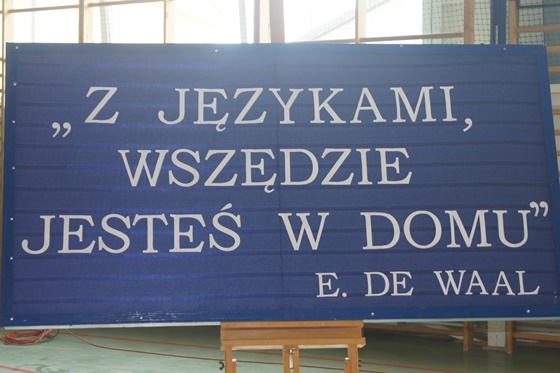 „Z JĘZYKAMI,
WSZĘDZIE
JESTEŚ W DOMU”
E. DE WAAL